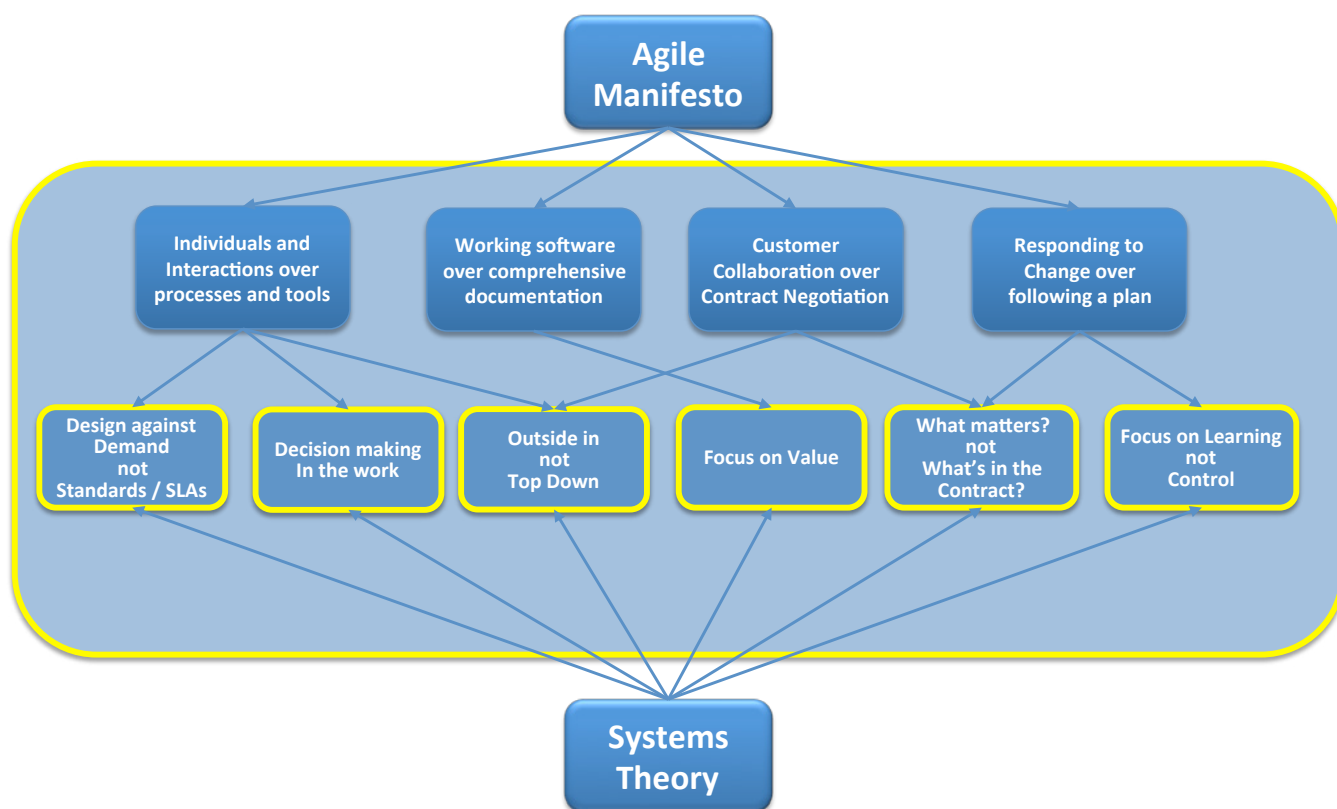 Agile
Manifesto
Individuals and
Interactions over
processes and tools
Working software
over comprehensive
documentation
Customer
Collaboration over
Contract Negotiation
Responding to
Change over
following a plan
Design against
Demand
not
Standards / SLAs
Decision making
In the work
Outside in
not
Top Down
Focus on Value
What matters?
not
What's in the
Contract?
Focus on Learning
not
Control
Systems
Theory